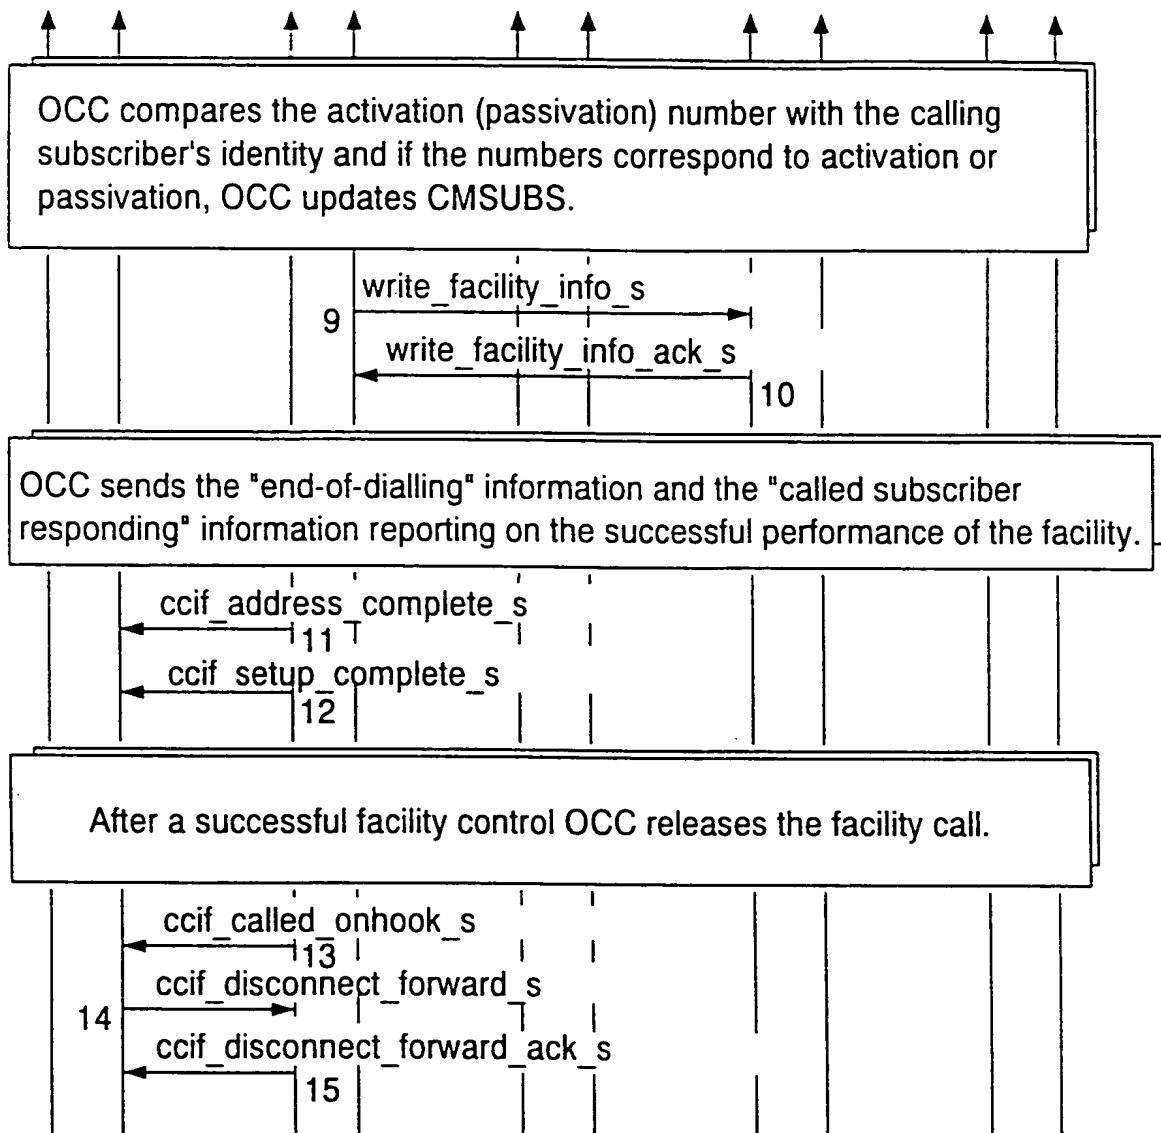 OCC compares the activation (passivation) number with the calling
subscriber's identity and if the numbers correspond to activation or
passivation, OCC updates CMSUBS.
write_facility_info_s
9
write_facility_info_ack_s
10
OCC sends the "end-of-dialling" information and the "called subscriber
responding" information reporting on the successful performance of the facility.
ccif_address_complete_s
11
ccif_setup_complete_s
12
After a successful facility control OCC releases the facility call.
ccif_called_onhook_s
13
ccif_disconnect_forward_s
14
ccif_disconnect_forward_ack_s
15